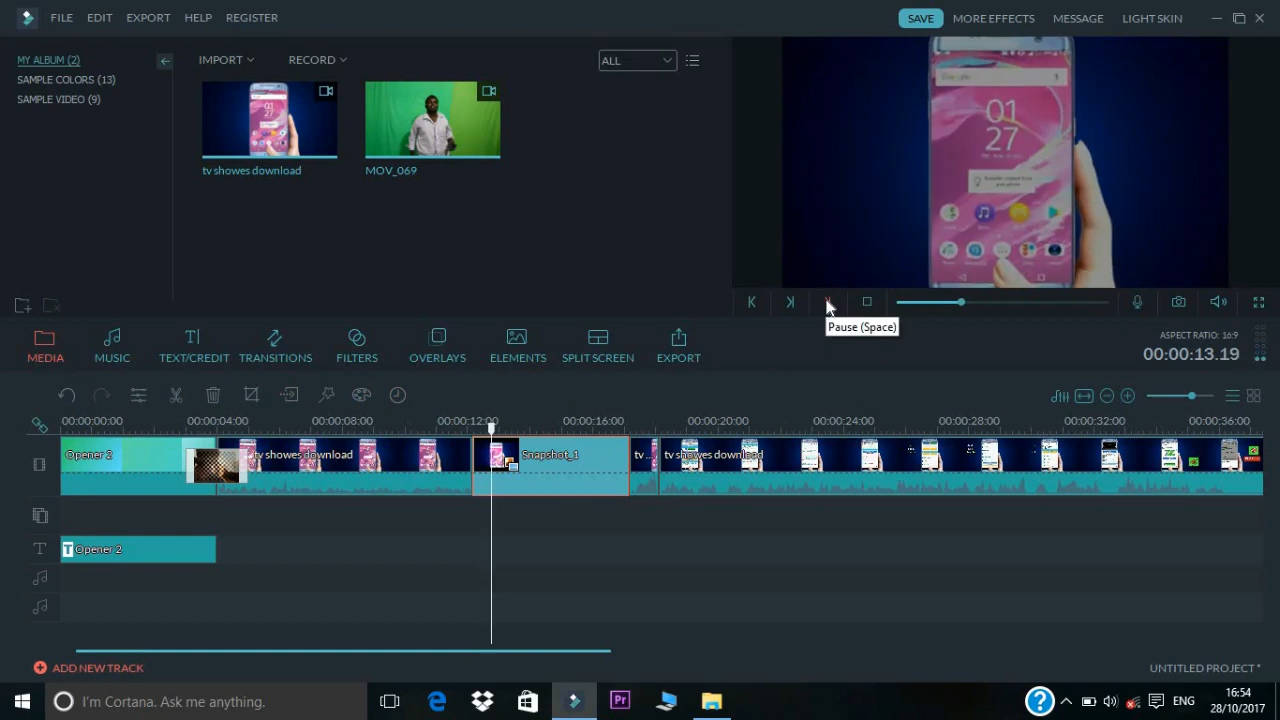 FILE EDIT EXPORT HELP REGISTER SAVE MORE EFFECTS MESSAGE LIGHT SKIN
MY ALBUM (2)
SAMPLE COLORS (13)
SAMPLE VIDEO (9)
IMPORT RECORD ALL
tv showes download MOV_069
Google
01
27
Pause (Space)
MEDIA MUSIC TEXT/CREDIT TRANSITIONS FILTERS OVERLAYS ELEMENTS SPLIT SCREEN EXPORT
ASPECT RATIO: 16:9
00:00:13.19
00:00:00:00 00:00:04:00 00:00:08:00 00:00:12:00 00:00:16:00 00:00:20:00 00:00:24:00 00:00:28:00 00:00:32:00 00:00:36:00
Opener 2 tv showes download Snapshot_1 tv ... tv showes download
T Opener 2
ADD NEW TRACK UNTITLED PROJECT *
I'm Cortana. Ask me anything. Pr ENG
16:54
28/10/2017